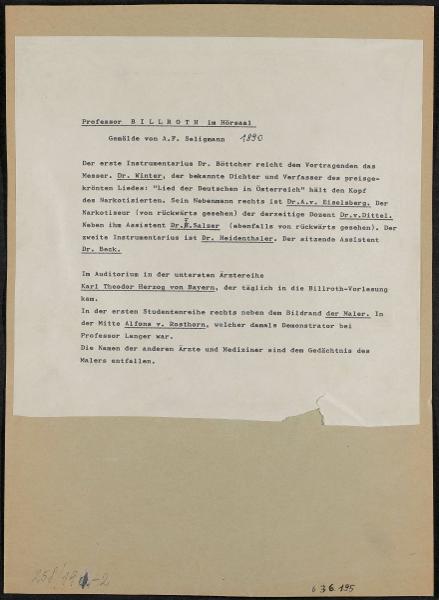 Professor B I L L R O T H im Hörsaal
Gemälde von A.F. Seligmann 1890
Der erste Instrumentarius Dr. Böttcher reicht dem Vortragenden das
Messer. Dr. Winter, der bekannte Dichter und Verfasser des preisge-
krönten Liedes: "Lied der Deutschen in Österreich" hält den Kopf
des Narkotisierten. Sein Nebenmann rechts ist Dr.A.v. Eiselsberg. Der
Narkotiseur (von rückwärts gesehen) der derzeitige Dozent Dr.v.Dittel.
Neben ihm Assistent Dr. Salzer (ebenfalls von rückwärts gesehen). Der
zweite Instrumentarius ist Dr. Heidenthaler. Der sitzende Assistent
Dr. Beck.
Im Auditorium in der untersten Ärztereihe
Karl Theodor Herzog von Bayern, der täglich in die Billroth-Vorlesung
kam.
In der ersten Studentenreihe rechts neben dem Bildrand der Maler. In
der Mitte Alfons v. Rosthorn, welcher damals Demonstrator bei
Professor Langer war.
Die Namen der anderen Ärzte und Mediziner sind dem Gedächtnis des
Malers entfallen.
636.195